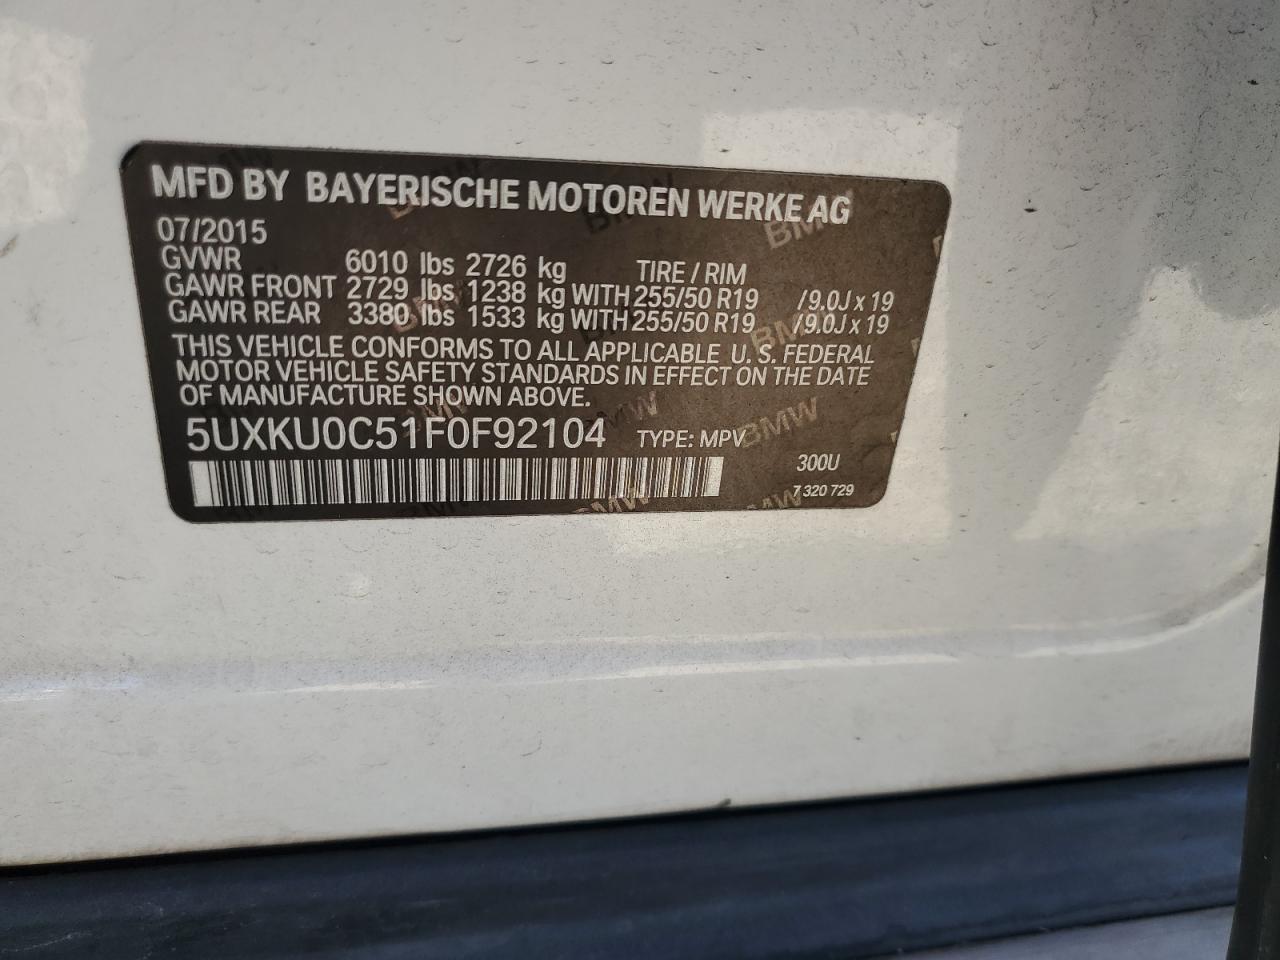 MFD BY BAYERISCHE MOTOREN WERKE AG
07/2015
GVWR 6010 lbs 2726 kg TIRE / RIM
GAWR FRONT 2729 lbs 1238 kg WITH 255/50 R19 /9.0J x 19
GAWR REAR 3380 lbs 1533 kg WITH 255/50 R19 /9.0J x 19
THIS VEHICLE CONFORMS TO ALL APPLICABLE U.S. FEDERAL
MOTOR VEHICLE SAFETY STANDARDS IN EFFECT ON THE DATE
OF MANUFACTURE SHOWN ABOVE.
5UXKU0C51F0F92104 TYPE: MPV
300U
7 320 729